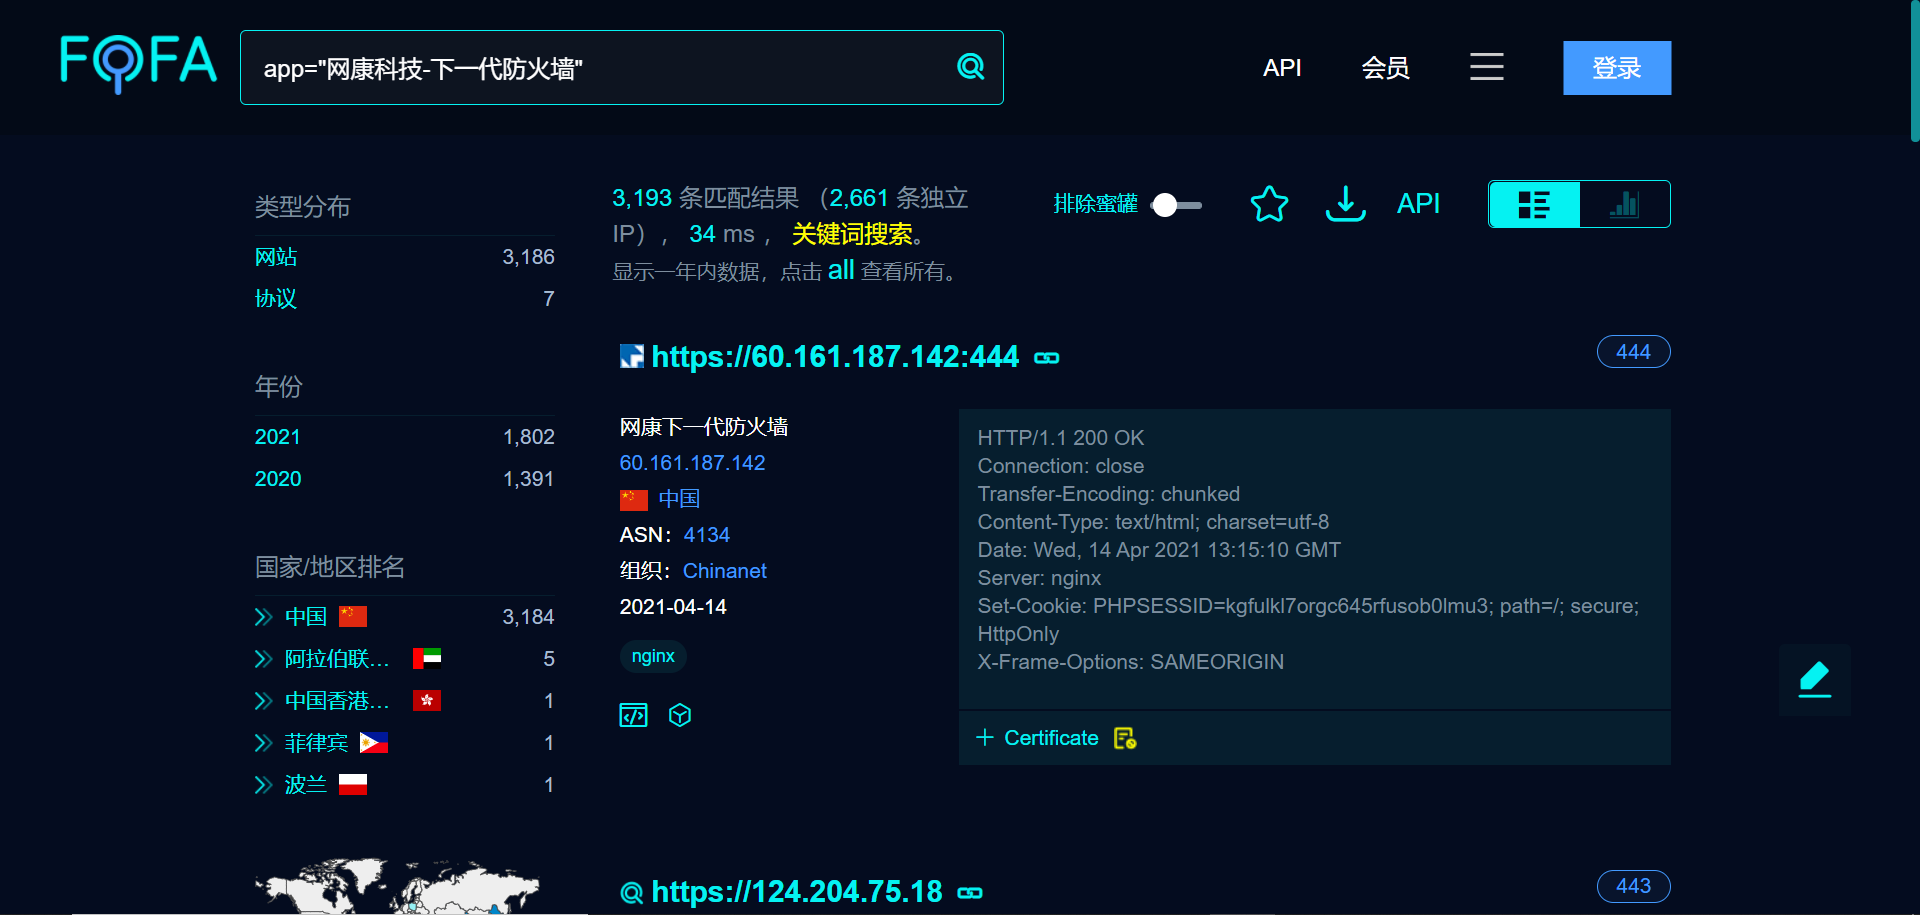 FOFA
app="网康科技-下一代防火墙"
API
会员
登录
类型分布
网站 3,186
协议 7
年份
2021 1,802
2020 1,391
国家/地区排名
中国 3,184
阿拉伯联... 5
中国香港... 1
菲律宾 1
波兰 1
3,193 条匹配结果 （2,661 条独立
IP），34 ms，关键词搜索。
显示一年内数据，点击 all 查看所有。
排除蜜罐
API
https://60.161.187.142:444
444
网康下一代防火墙
60.161.187.142
中国
ASN：4134
组织：Chinanet
2021-04-14
nginx
HTTP/1.1 200 OK
Connection: close
Transfer-Encoding: chunked
Content-Type: text/html; charset=utf-8
Date: Wed, 14 Apr 2021 13:15:10 GMT
Server: nginx
Set-Cookie: PHPSESSID=kgfulkl7orgc645rfusob0lmu3; path=/; secure;
HttpOnly
X-Frame-Options: SAMEORIGIN
+ Certificate
https://124.204.75.18
443